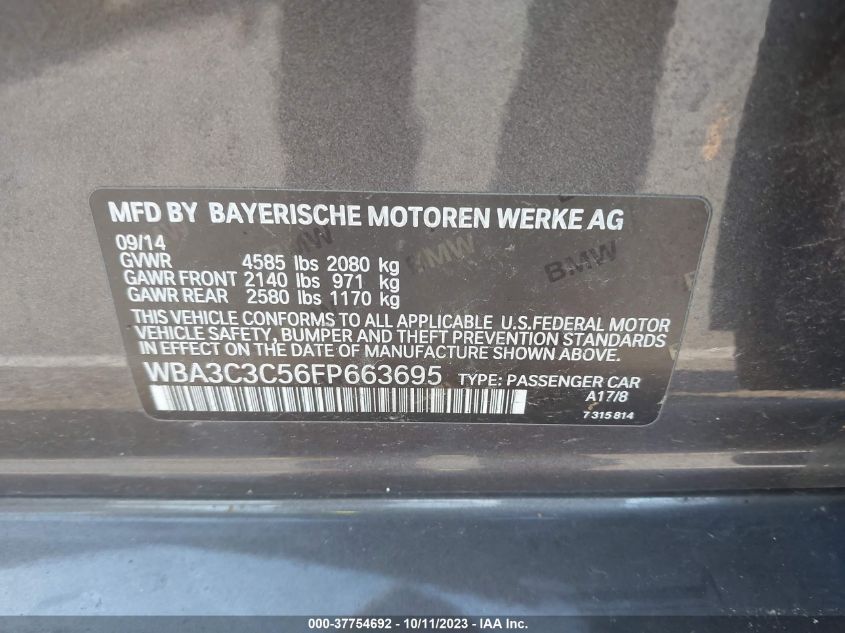 MFD BY BAYERISCHE MOTOREN WERKE AG
09/14
GVWR 4585 lbs 2080 kg
GAWR FRONT 2140 lbs 971 kg
GAWR REAR 2580 lbs 1170 kg
THIS VEHICLE CONFORMS TO ALL APPLICABLE U.S.FEDERAL MOTOR
VEHICLE SAFETY, BUMPER AND THEFT PREVENTION STANDARDS
IN EFFECT ON THE DATE OF MANUFACTURE SHOWN ABOVE.
WBA3C3C56FP663695 TYPE: PASSENGER CAR
A17/8
7 315 814
BMW
BMW
BMW
000-37754692 - 10/11/2023 - IAA Inc.